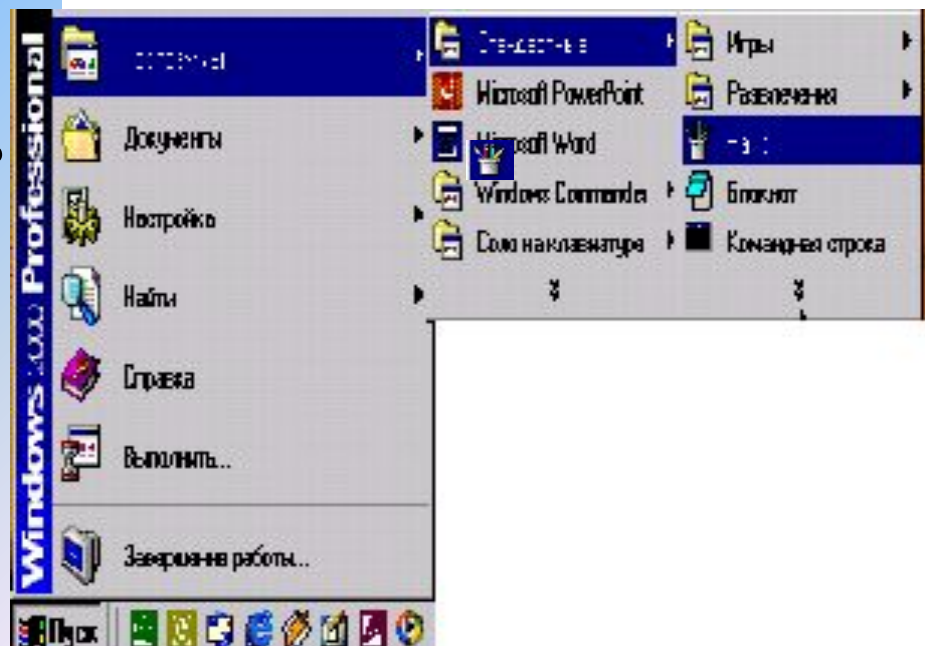 Windows 2000 Professional
Документы
Настройка
Найти
Справка
Выполнить...
Завершение работы...
Пуск
Стандартные
Microsoft PowerPoint
Microsoft Word
Windows Commander
Соло на клавиатуре
Игры
Развлечения
Блокнот
Командная строка